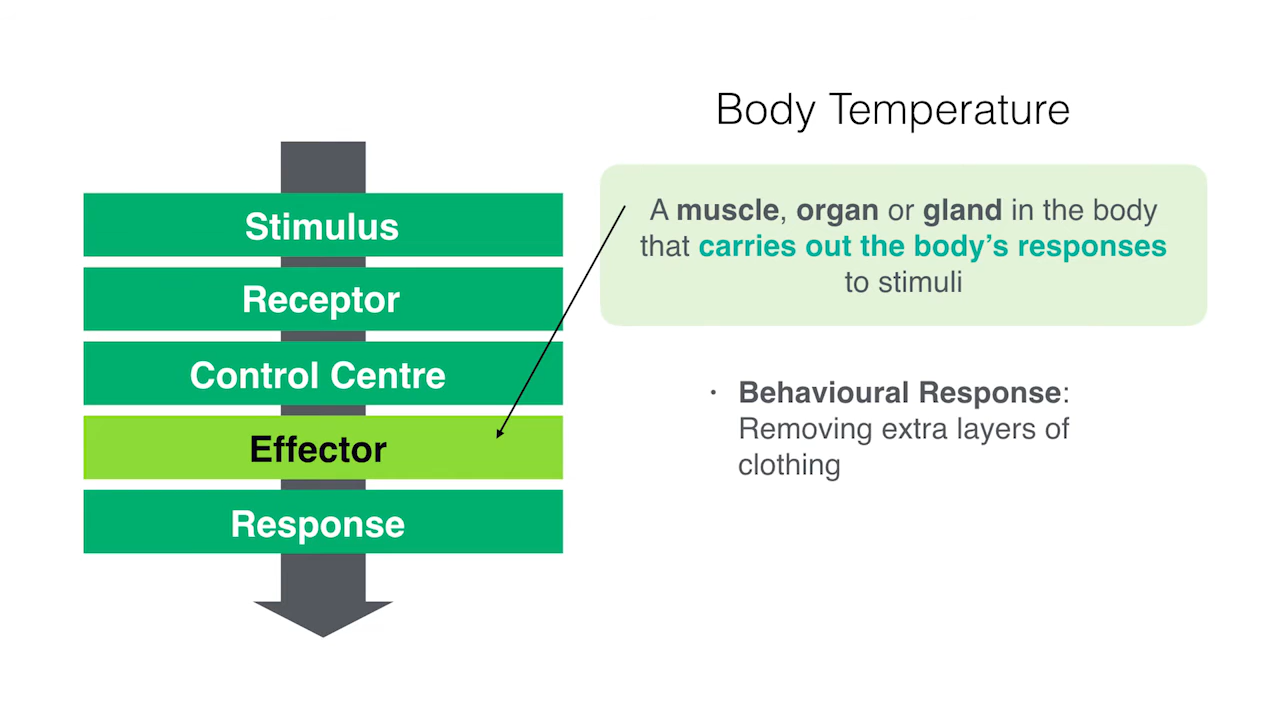 Body Temperature
Stimulus
Receptor
Control Centre
Effector
Response
A muscle, organ or gland in the body
that carries out the body’s responses
to stimuli
· Behavioural Response:
Removing extra layers of
clothing